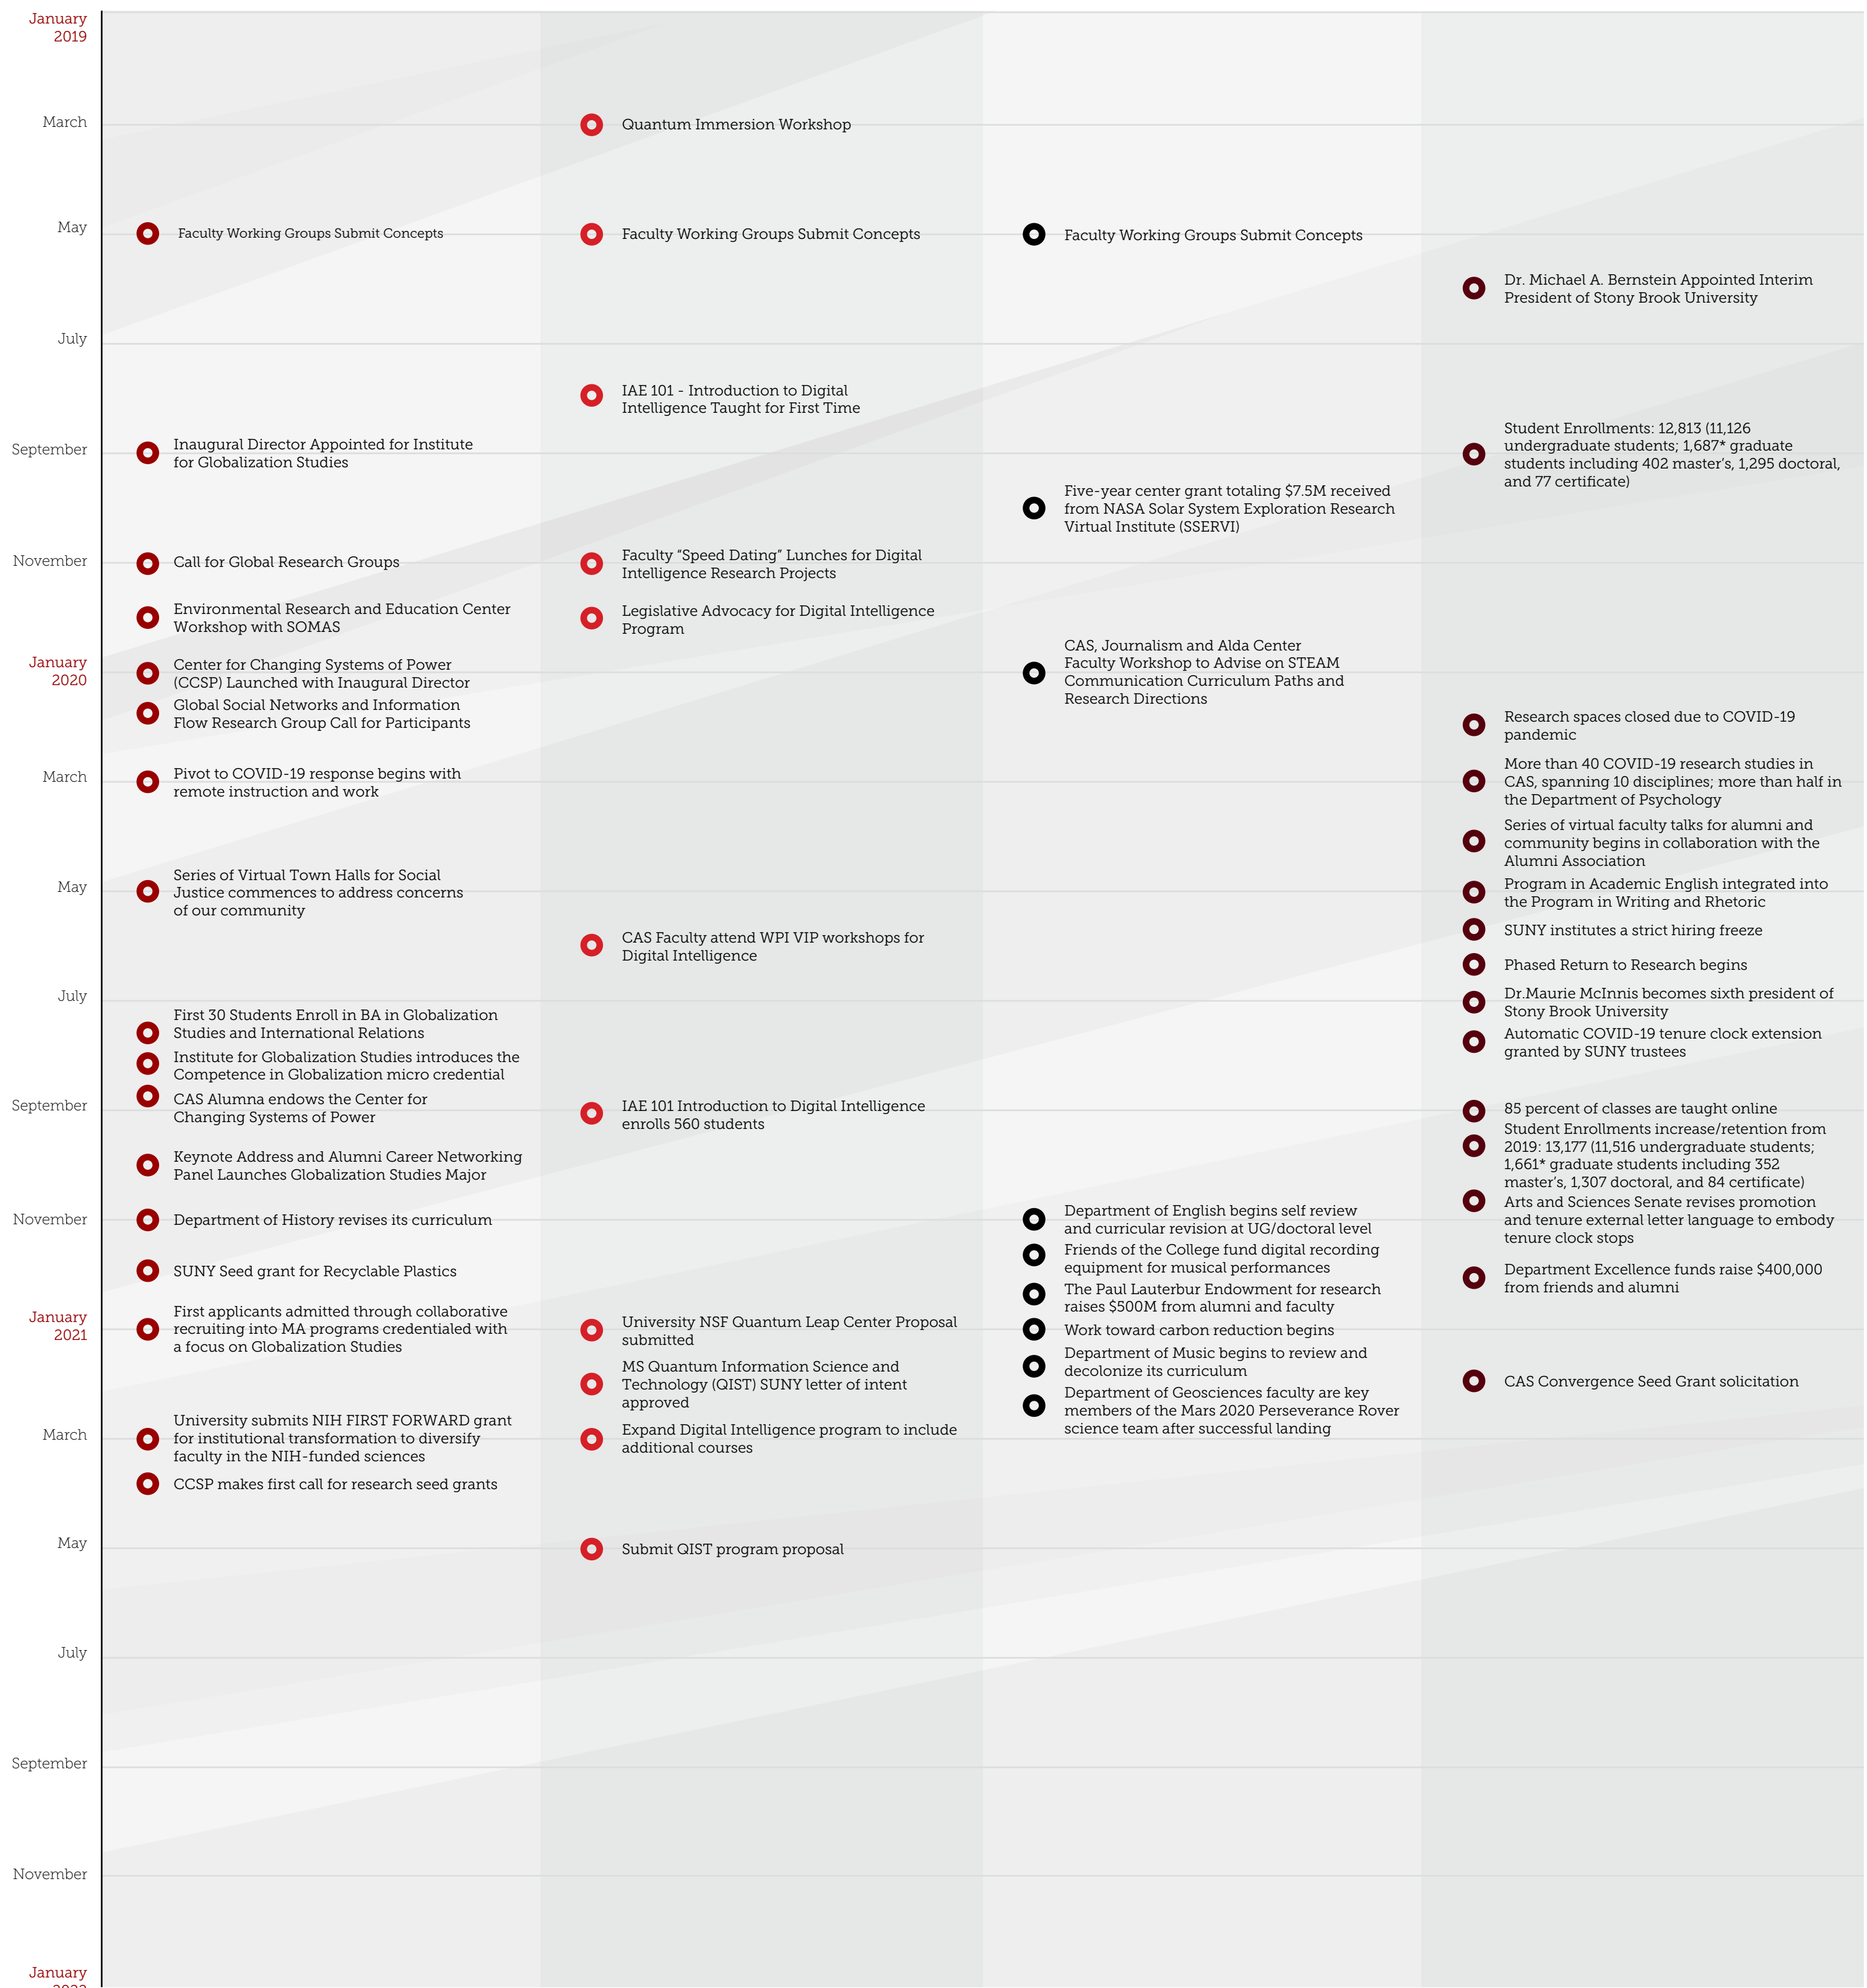 January
2019
March
Quantum Immersion Workshop
May
Faculty Working Groups Submit Concepts
Faculty Working Groups Submit Concepts
Faculty Working Groups Submit Concepts
Dr. Michael A. Bernstein Appointed Interim
President of Stony Brook University
July
IAE 101 - Introduction to Digital
Intelligence Taught for First Time
September
Inaugural Director Appointed for Institute
for Globalization Studies
Student Enrollments: 12,813 (11,126
undergraduate students; 1,687* graduate
students including 402 master's, 1,295 doctoral,
and 77 certificate)
Five-year center grant totaling $7.5M received
from NASA Solar System Exploration Research
Virtual Institute (SSERVI)
November
Call for Global Research Groups
Faculty “Speed Dating” Lunches for Digital
Intelligence Research Projects
Environmental Research and Education Center
Workshop with SOMAS
Legislative Advocacy for Digital Intelligence
Program
January
2020
Center for Changing Systems of Power
(CCSP) Launched with Inaugural Director
CAS, Journalism and Alda Center
Faculty Workshop to Advise on STEAM
Communication Curriculum Paths and
Research Directions
Global Social Networks and Information
Flow Research Group Call for Participants
Research spaces closed due to COVID-19
pandemic
March
Pivot to COVID-19 response begins with
remote instruction and work
More than 40 COVID-19 research studies in
CAS, spanning 10 disciplines; more than half in
the Department of Psychology
Series of virtual faculty talks for alumni and
community begins in collaboration with the
Alumni Association
May
Series of Virtual Town Halls for Social
Justice commences to address concerns
of our community
Program in Academic English integrated into
the Program in Writing and Rhetoric
SUNY institutes a strict hiring freeze
CAS Faculty attend WPI VIP workshops for
Digital Intelligence
Phased Return to Research begins
July
Dr.Maurie McInnis becomes sixth president of
Stony Brook University
First 30 Students Enroll in BA in Globalization
Studies and International Relations
Automatic COVID-19 tenure clock extension
granted by SUNY trustees
Institute for Globalization Studies introduces the
Competence in Globalization micro credential
CAS Alumna endows the Center for
Changing Systems of Power
September
IAE 101 Introduction to Digital Intelligence
enrolls 560 students
85 percent of classes are taught online
Student Enrollments increase/retention from
2019: 13,177 (11,516 undergraduate students;
1,661* graduate students including 352
master's, 1,307 doctoral, and 84 certificate)
Keynote Address and Alumni Career Networking
Panel Launches Globalization Studies Major
Arts and Sciences Senate revises promotion
and tenure external letter language to embody
tenure clock stops
November
Department of History revises its curriculum
Department of English begins self review
and curricular revision at UG/doctoral level
Friends of the College fund digital recording
equipment for musical performances
SUNY Seed grant for Recyclable Plastics
Department Excellence funds raise $400,000
from friends and alumni
The Paul Lauterbur Endowment for research
raises $500M from alumni and faculty
January
2021
First applicants admitted through collaborative
recruiting into MA programs credentialed with
a focus on Globalization Studies
University NSF Quantum Leap Center Proposal
submitted
Work toward carbon reduction begins
Department of Music begins to review and
decolonize its curriculum
MS Quantum Information Science and
Technology (QIST) SUNY letter of intent
approved
CAS Convergence Seed Grant solicitation
Department of Geosciences faculty are key
members of the Mars 2020 Perseverance Rover
science team after successful landing
March
University submits NIH FIRST FORWARD grant
for institutional transformation to diversify
faculty in the NIH-funded sciences
Expand Digital Intelligence program to include
additional courses
CCSP makes first call for research seed grants
May
Submit QIST program proposal
July
September
November
January